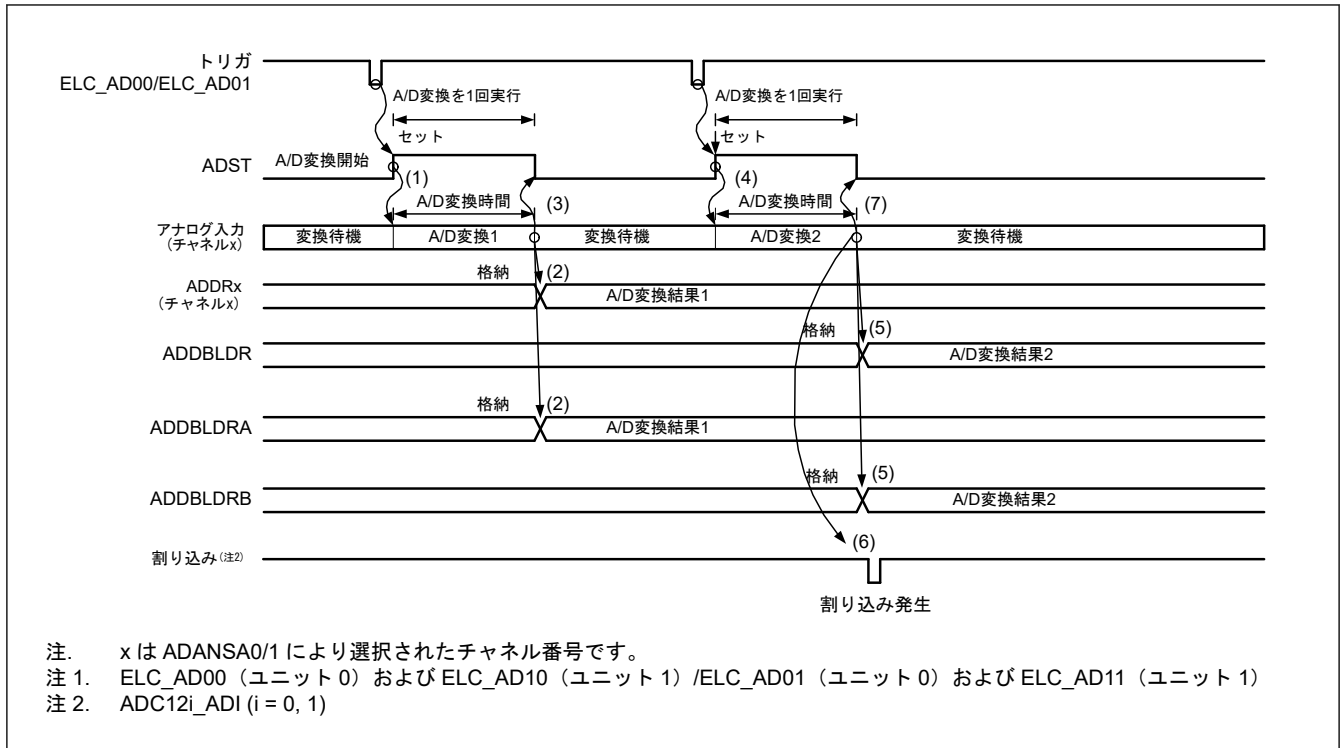 トリガ
ELC_AD00/ELC_AD01
A/D変換を1回実行
A/D変換を1回実行
セット
セット
ADST
A/D変換開始
(1)
(4)
A/D変換時間
(3)
A/D変換時間
(7)
アナログ入力
(チャネルx)
変換待機
A/D変換1
変換待機
A/D変換2
変換待機
ADDRx
(チャネルx)
格納
(2)
A/D変換結果1
ADDBLDR
格納
(5)
A/D変換結果2
ADDBLDRA
格納
(2)
A/D変換結果1
ADDBLDRB
格納
(5)
A/D変換結果2
(6)
割り込み(注2)
割り込み発生
注. x は ADANSA0/1 により選択されたチャネル番号です。
注 1. ELC_AD00（ユニット 0）および ELC_AD10（ユニット 1）/ELC_AD01（ユニット 0）および ELC_AD11（ユニット 1）
注 2. ADC12i_ADI (i = 0, 1)